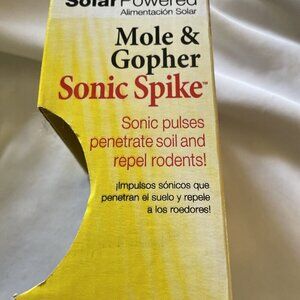 Solar Powered
Alimentación Solar
Mole &
Gopher
Sonic Spike™
Sonic pulses
penetrate soil and
repel rodents!
¡Impulsos sónicos que
penetran el suelo y repele
a los roedores!